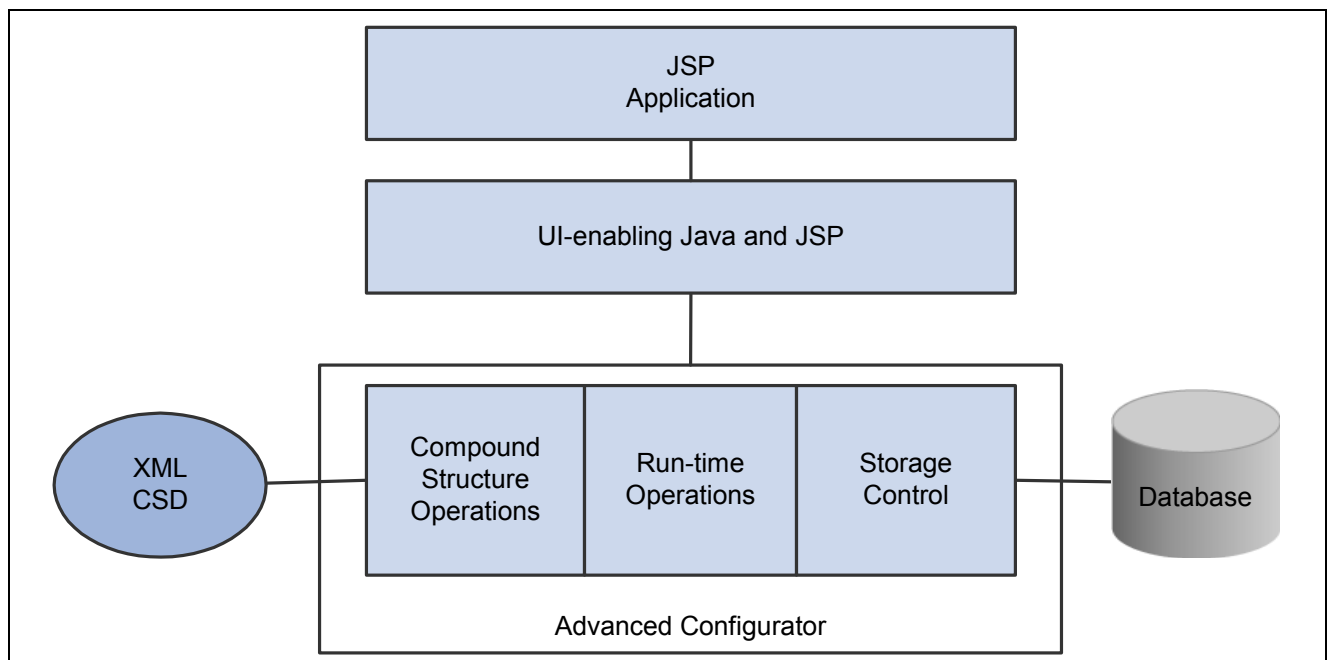 JSP
Application
UI-enabling Java and JSP
XML
CSD
Compound
Structure
Operations
Run-time
Operations
Storage
Control
Database
Advanced Configurator